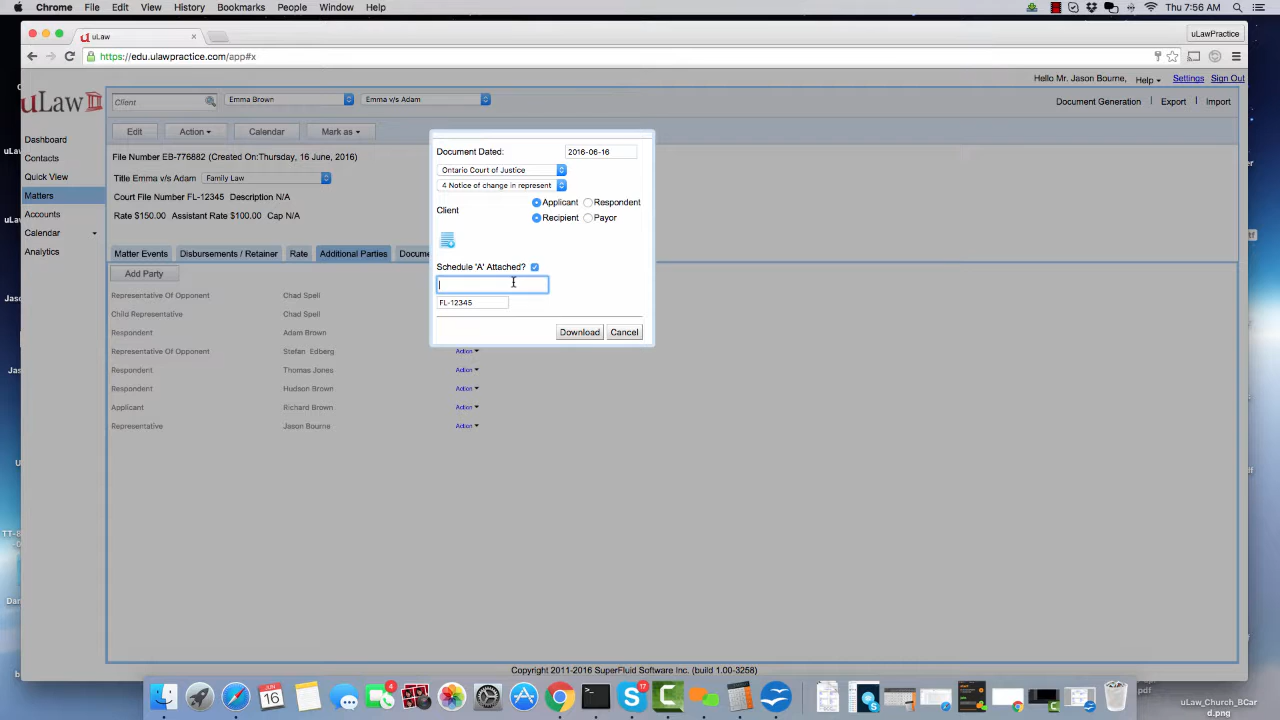 Chrome File Edit View History Bookmarks People Window Help
Thu 7:56 AM
uLaw
uLawPractice
https://edu.ulawpractice.com/app#x
Hello Mr. Jason Bourne, Help Settings Sign Out
uLaw
Client
Emma Brown
Emma v/s Adam
Document Generation | Export | Import
Edit
Action
Calendar
Mark as
Dashboard
Contacts
Quick View
Matters
Accounts
Calendar
Analytics
File Number EB-776882 (Created On:Thursday, 16 June, 2016)
Title Emma v/s Adam Family Law
Court File Number FL-12345 Description N/A
Rate $150.00 Assistant Rate $100.00 Cap N/A
Matter Events
Disbursements / Retainer
Rate
Additional Parties
Docume
Add Party
Representative Of Opponent Chad Spell
Child Representative Chad Spell
Respondent Adam Brown
Representative Of Opponent Stefan Edberg Action
Respondent Thomas Jones Action
Respondent Hudson Brown Action
Applicant Richard Brown Action
Representative Jason Bourne Action
Document Dated: 2016-06-16
Ontario Court of Justice
4 Notice of change in represent
Client
Applicant Respondent
Recipient Payor
Schedule 'A' Attached?
FL-12345
Download
Cancel
Copyright 2011-2016 SuperFluid Software Inc. (build 1.00-3258)
JUN
16
4
17
uLaw_Church_BCar
d.png